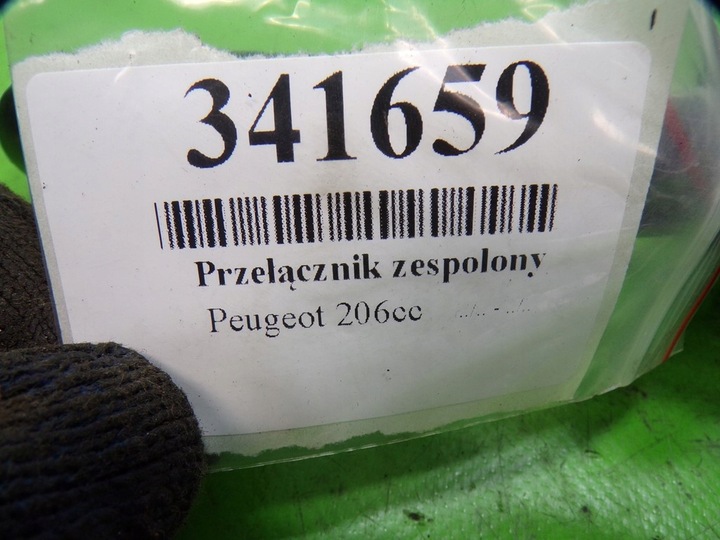 341659
Przełącznik zespolony
Peugeot 206cc ../.. - ../..